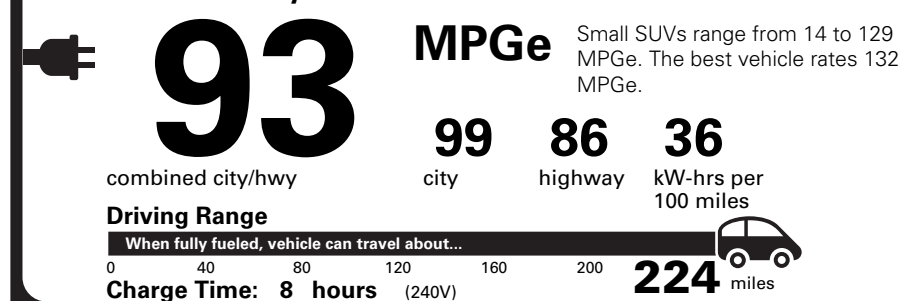 93
MPGe
Small SUVs range from 14 to 129
MPGe. The best vehicle rates 132
MPGe.
99
86
36
combined city/hwy
city
highway
kW-hrs per
100 miles
Driving Range
When fully fueled, vehicle can travel about...
0 40 80 120 160 200 224 miles
Charge Time: 8 hours (240V)